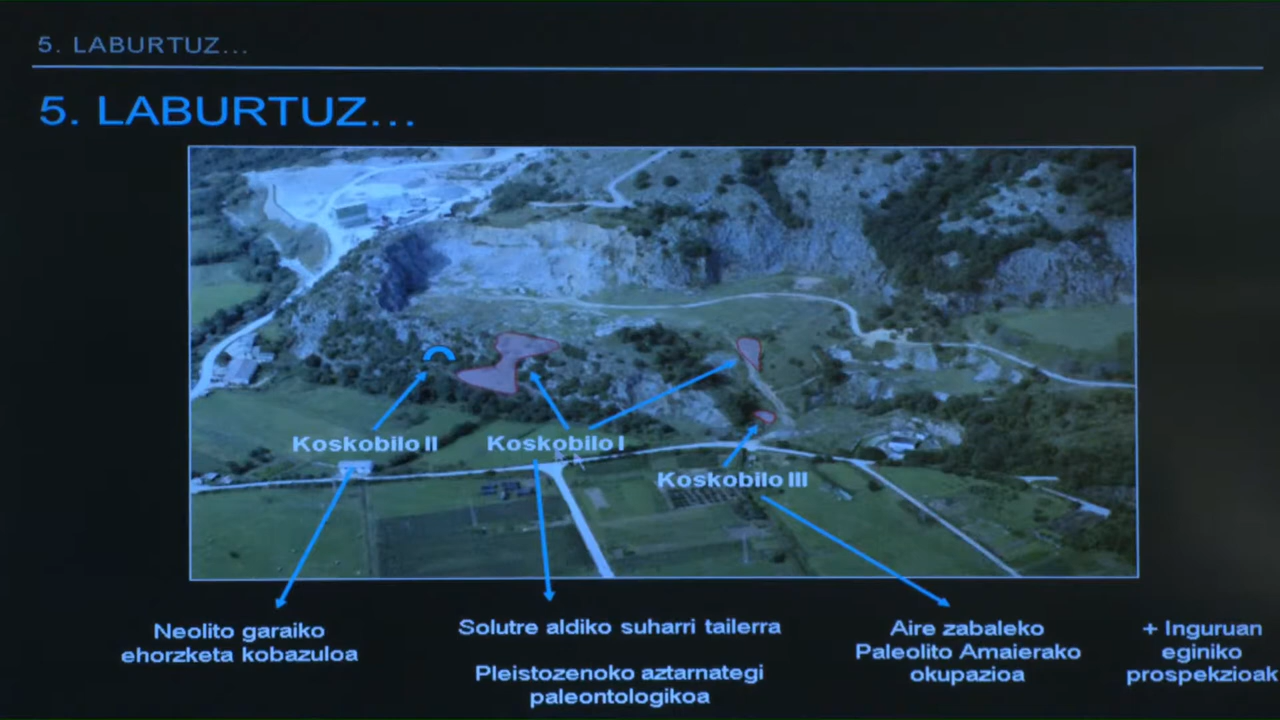 5. LABURTUZ...
5. LABURTUZ...
Koskobilo II
Koskobilo I
Koskobilo III
Neolito garaiko
ehorzketa kobazuloa
Solutre aldiko suharri tailerra
Pleistozenoko aztarnategi
paleontologikoa
Aire zabaleko
Paleolito Amaierako
okupazioa
+ Inguruan
eginiko
prospekzioak